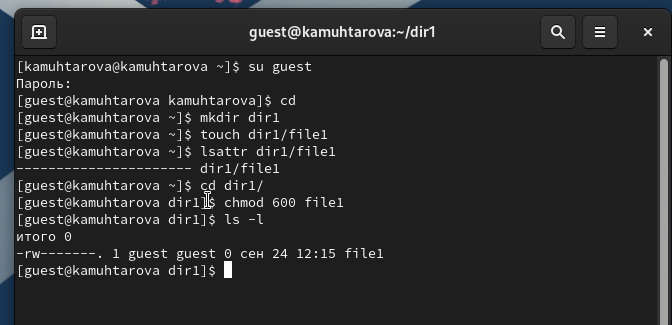 guest@kamuhtarova:~/dir1
[kamuhtarova@kamuhtarova ~]$ su guest
Пароль:
[guest@kamuhtarova kamuhtarova]$ cd
[guest@kamuhtarova ~]$ mkdir dir1
[guest@kamuhtarova ~]$ touch dir1/file1
[guest@kamuhtarova ~]$ lsattr dir1/file1
---------------------- dir1/file1
[guest@kamuhtarova ~]$ cd dir1/
[guest@kamuhtarova dir1]$ chmod 600 file1
[guest@kamuhtarova dir1]$ ls -l
итого 0
-rw-------. 1 guest guest 0 сен 24 12:15 file1
[guest@kamuhtarova dir1]$